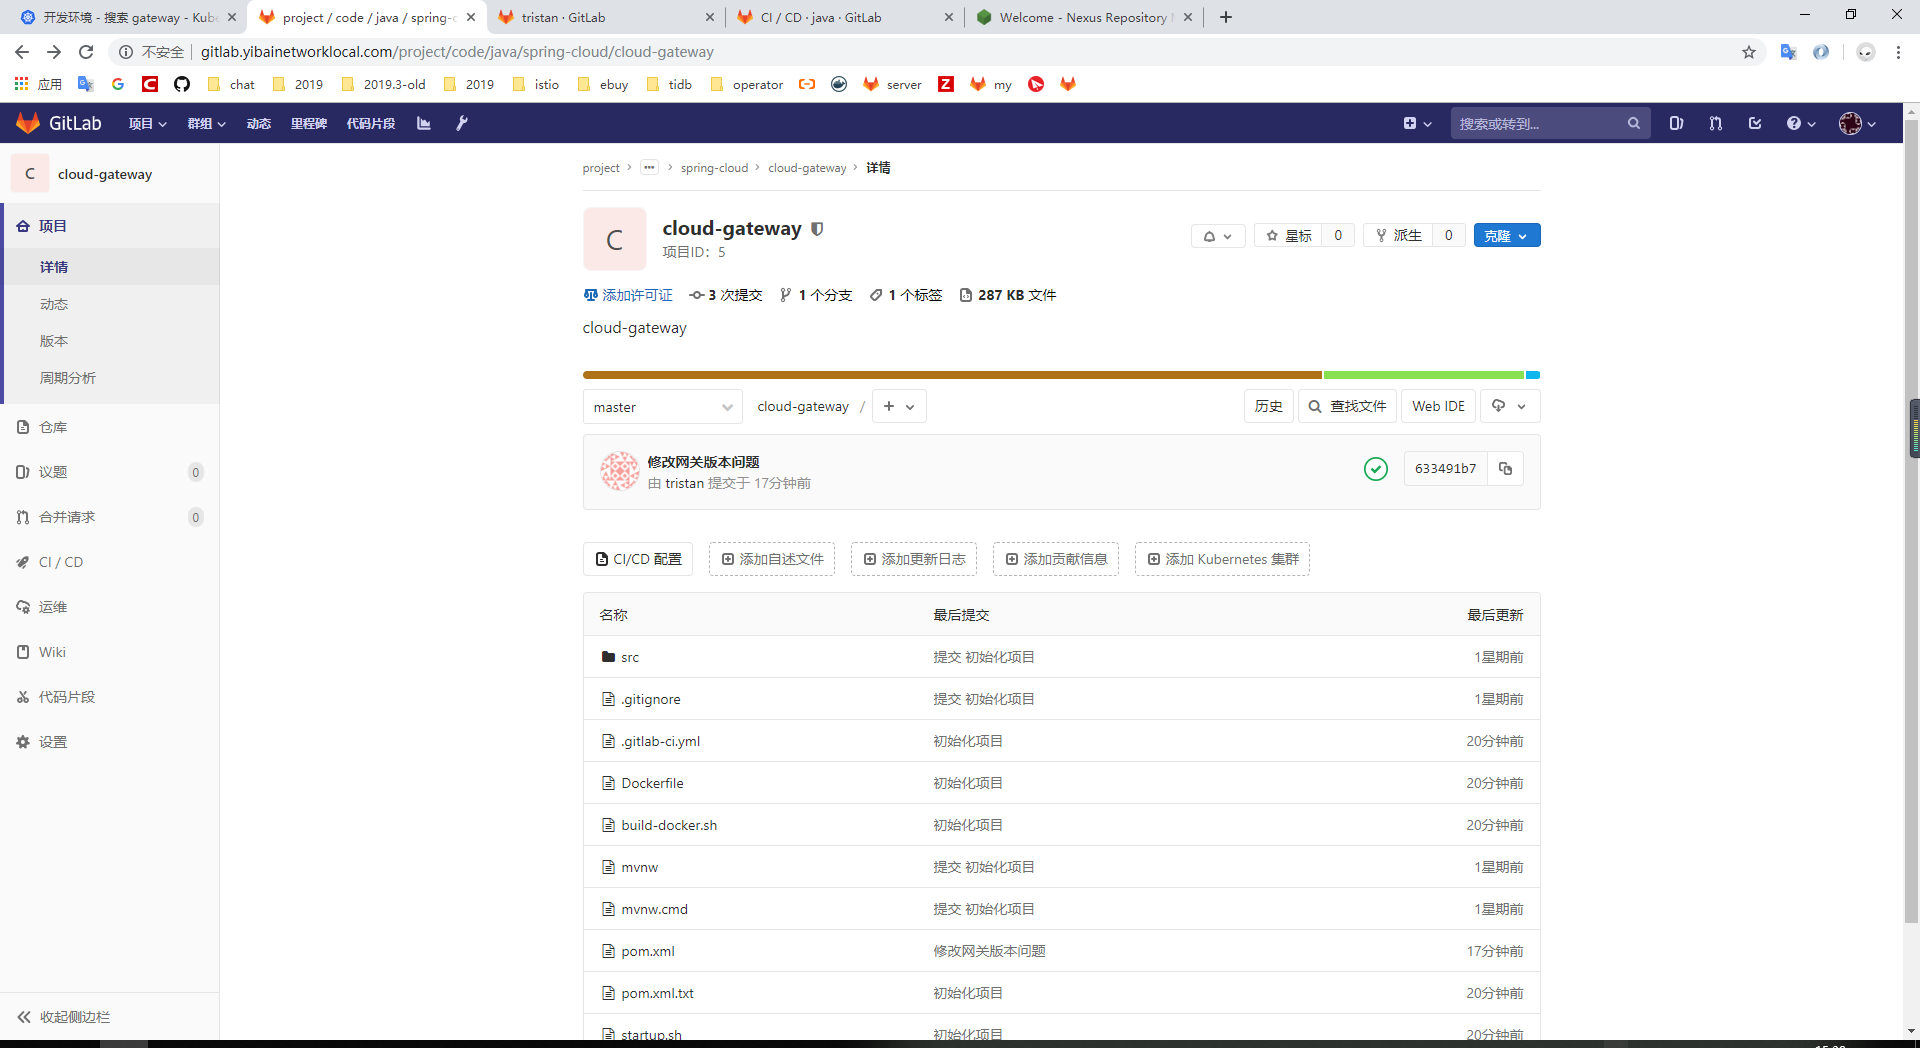 开发环境 - 搜索 gateway - Kub
project / code / java / spring-c
tristan · GitLab
CI / CD · java · GitLab
Welcome - Nexus Repository
不安全
gitlab.yibainetworklocal.com/project/code/java/spring-cloud/cloud-gateway
应用
chat
2019
2019.3-old
2019
istio
ebuy
tidb
operator
server
my
GitLab
项目
群组
动态
里程碑
代码片段
搜索或转到...
C
cloud-gateway
项目
详情
动态
版本
周期分析
仓库
议题 0
合并请求 0
CI / CD
运维
Wiki
代码片段
设置
收起侧边栏
project › ••• › spring-cloud › cloud-gateway › 详情
C
cloud-gateway
项目ID: 5
星标 0
派生 0
克隆
添加许可证
3 次提交
1 个分支
1 个标签
287 KB 文件
cloud-gateway
master
cloud-gateway /
历史
查找文件
Web IDE
修改网关版本问题
由 tristan 提交于 17分钟前
633491b7
CI/CD 配置
添加自述文件
添加更新日志
添加贡献信息
添加 Kubernetes 集群
名称 最后提交 最后更新
src 提交 初始化项目 1星期前
.gitignore 提交 初始化项目 1星期前
.gitlab-ci.yml 初始化项目 20分钟前
Dockerfile 初始化项目 20分钟前
build-docker.sh 初始化项目 20分钟前
mvnw 提交 初始化项目 1星期前
mvnw.cmd 提交 初始化项目 1星期前
pom.xml 修改网关版本问题 17分钟前
pom.xml.txt 初始化项目 20分钟前
startup.sh 初始化项目 20分钟前